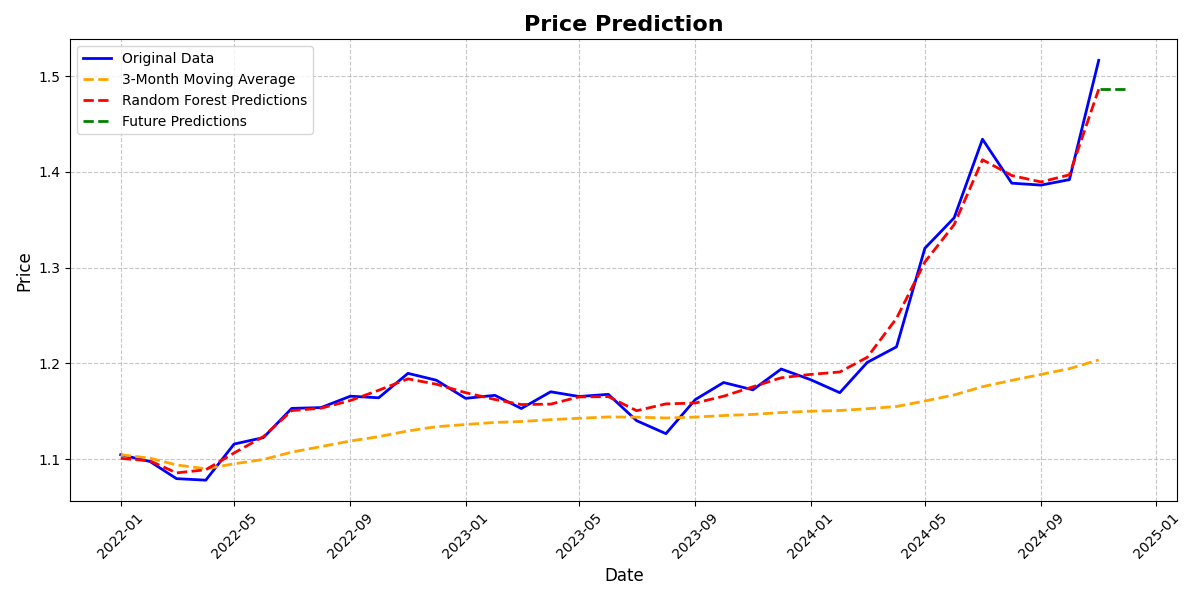 Price Prediction
Original Data
3-Month Moving Average
Random Forest Predictions
Future Predictions
Price
1.5
1.4
1.3
1.2
1.1
2022-01
2022-05
2022-09
2023-01
2023-05
2023-09
2024-01
2024-05
2024-09
2025-01
Date